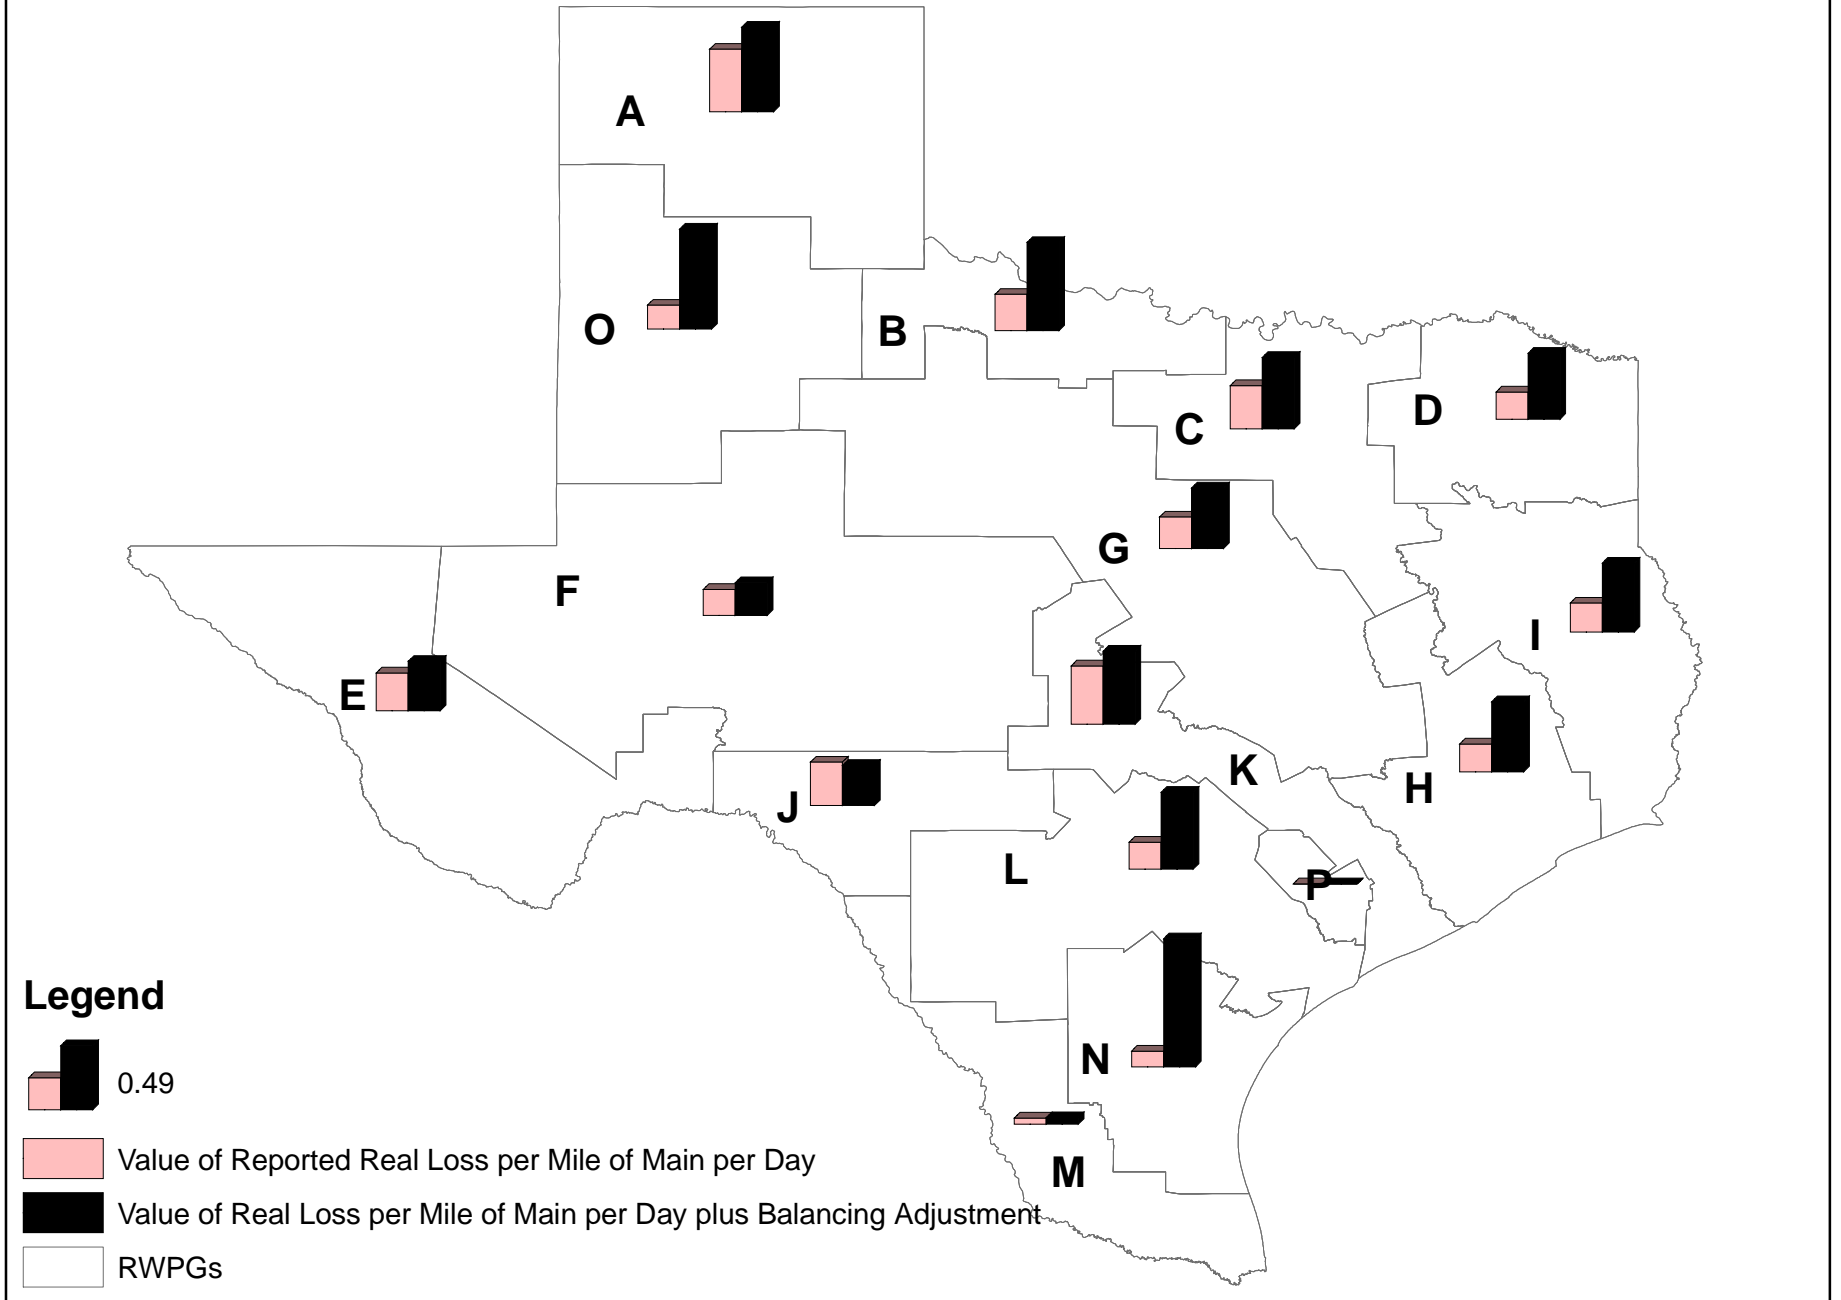 A
O
B
C
D
G
F
I
E
K
H
J
L
P
N
M
Legend
0.49
Value of Reported Real Loss per Mile of Main per Day
Value of Real Loss per Mile of Main per Day plus Balancing Adjustment
RWPGs